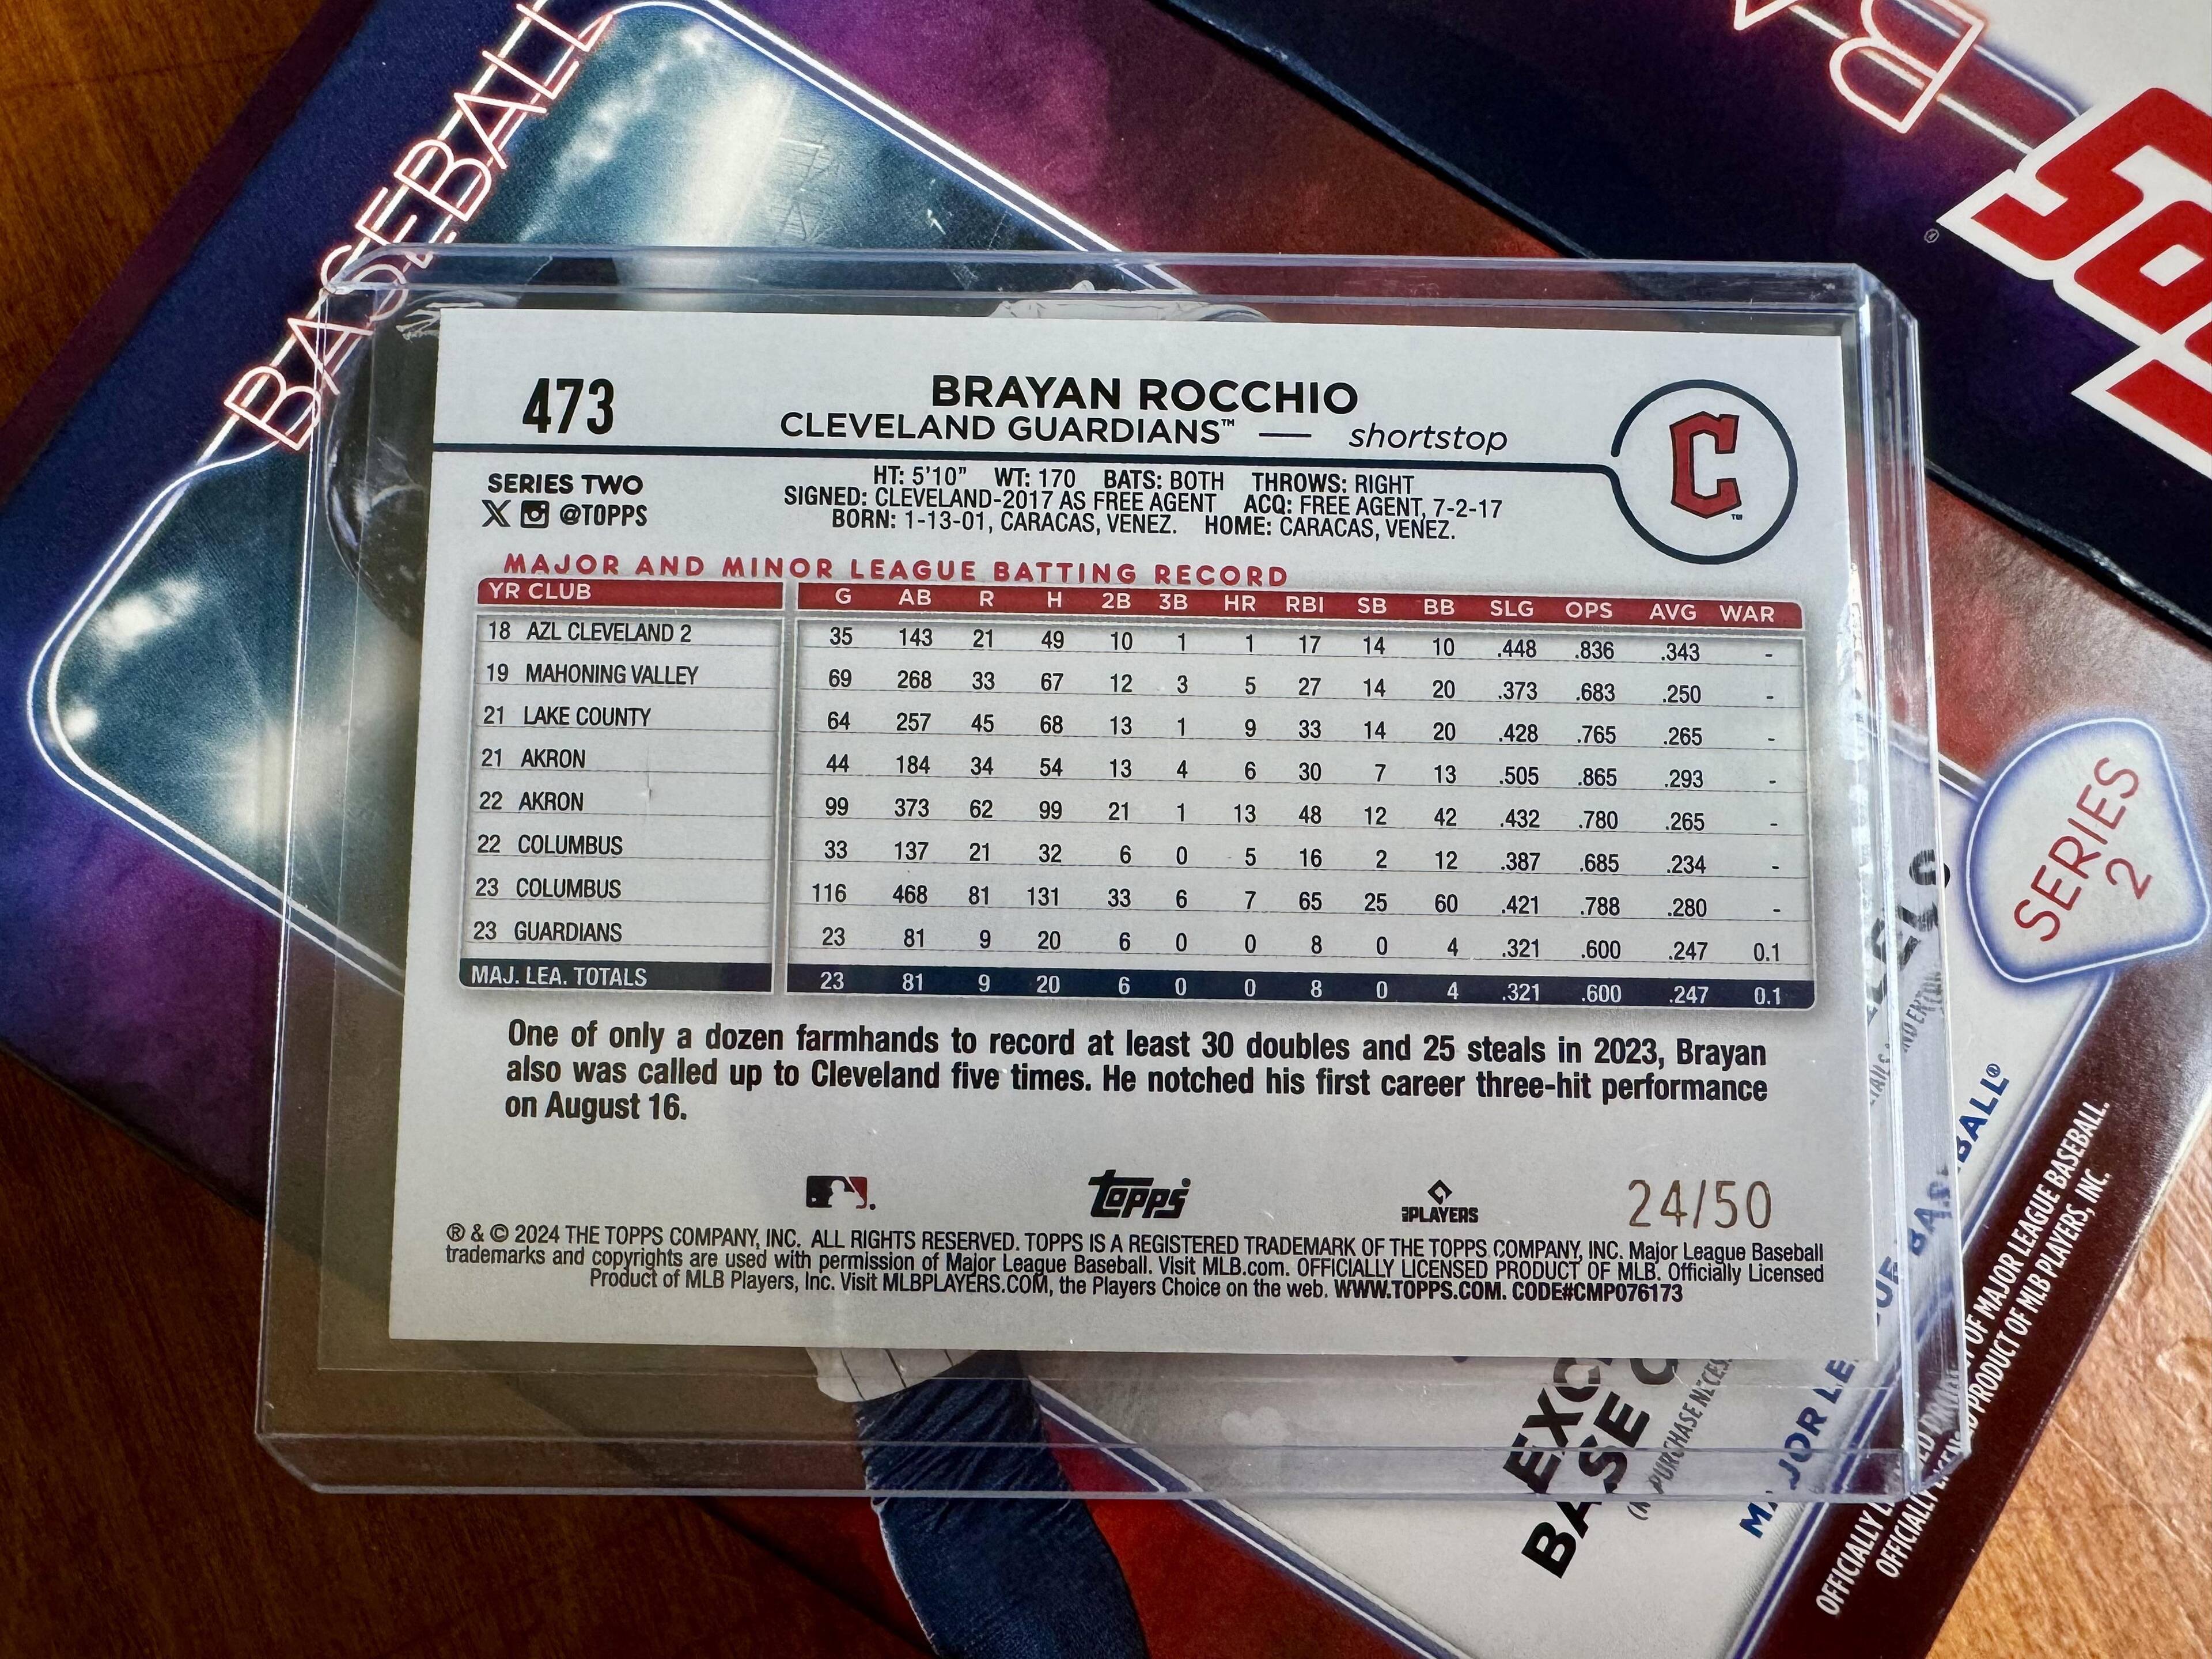 BASEBALL
B
®
473
BRAYAN ROCCHIO
CLEVELAND GUARDIANS™ — shortstop
C
™
SERIES TWO
X @TOPPS
HT: 5'10" WT: 170 BATS: BOTH THROWS: RIGHT
SIGNED: CLEVELAND-2017 AS FREE AGENT ACQ: FREE AGENT, 7-2-17
BORN: 1-13-01, CARACAS, VENEZ. HOME: CARACAS, VENEZ.
MAJOR AND MINOR LEAGUE BATTING RECORD
YR CLUB G AB R H 2B 3B HR RBI SB BB SLG OPS AVG WAR
18 AZL CLEVELAND 2 35 143 21 49 10 1 1 17 14 10 .448 .836 .343 -
19 MAHONING VALLEY 69 268 33 67 12 3 5 27 14 20 .373 .683 .250 -
21 LAKE COUNTY 64 257 45 68 13 1 9 33 14 20 .428 .765 .265 -
21 AKRON 44 184 34 54 13 4 6 30 7 13 .505 .865 .293 -
22 AKRON 99 373 62 99 21 1 13 48 12 42 .432 .780 .265 -
22 COLUMBUS 33 137 21 32 6 0 5 16 2 12 .387 .685 .234 -
23 COLUMBUS 116 468 81 131 33 6 7 65 25 60 .421 .788 .280 -
23 GUARDIANS 23 81 9 20 6 0 0 8 0 4 .321 .600 .247 0.1
MAJ. LEA. TOTALS 23 81 9 20 6 0 0 8 0 4 .321 .600 .247 0.1
One of only a dozen farmhands to record at least 30 doubles and 25 steals in 2023, Brayan
also was called up to Cleveland five times. He notched his first career three-hit performance
on August 16.
topps
PLAYERS
24/50
® & © 2024 THE TOPPS COMPANY, INC. ALL RIGHTS RESERVED. TOPPS IS A REGISTERED TRADEMARK OF THE TOPPS COMPANY, INC. Major League Baseball
trademarks and copyrights are used with permission of Major League Baseball. Visit MLB.com. OFFICIALLY LICENSED PRODUCT OF MLB. Officially Licensed
Product of MLB Players, Inc. Visit MLBPLAYERS.COM, the Players Choice on the web. WWW.TOPPS.COM. CODE#CMP076173
SERIES
2
BASE
PURCHASE
BALL®
OF MAJOR LEAGUE BASEBALL.
OFFICIALLY
PRODUCT OF MLB PLAYERS, INC.